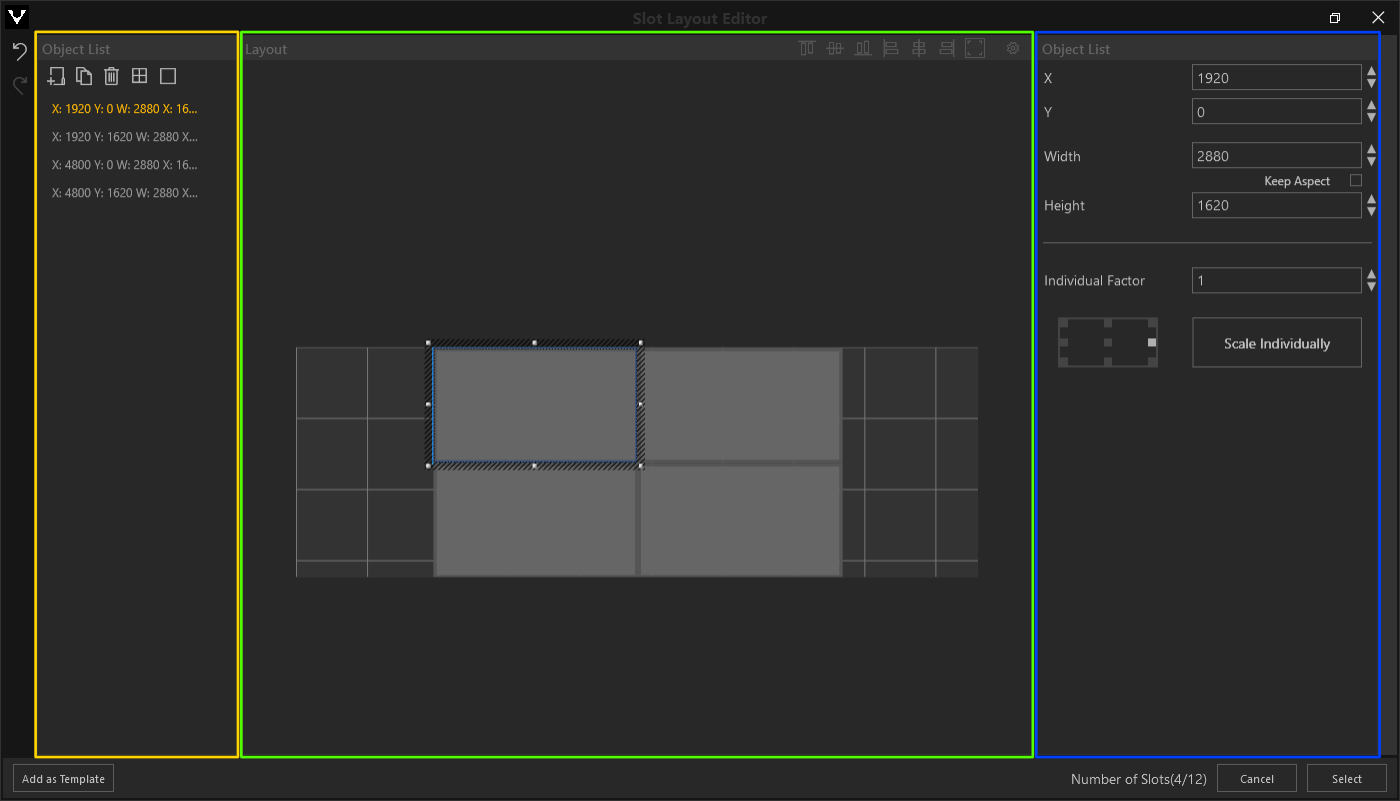 Slot Layout Editor
Object List
Layout
Object List
X: 1920 Y: 0 W: 2880 X: 16...
X: 1920 Y: 1620 W: 2880 X...
X: 4800 Y: 0 W: 2880 X: 16...
X: 4800 Y: 1620 W: 2880 X...
X
1920
Y
0
Width
2880
Keep Aspect
Height
1620
Individual Factor
1
Scale Individually
Add as Template
Number of Slots(4/12)
Cancel
Select